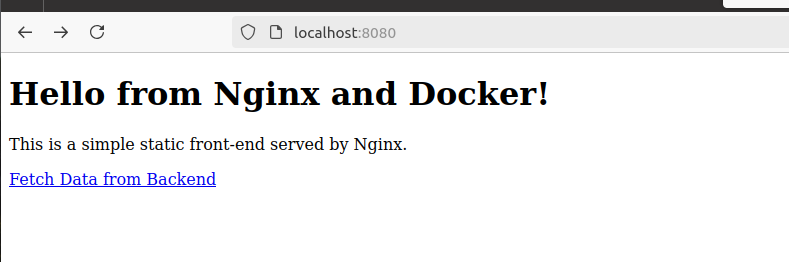 localhost:8080
Hello from Nginx and Docker!
This is a simple static front-end served by Nginx.
Fetch Data from Backend